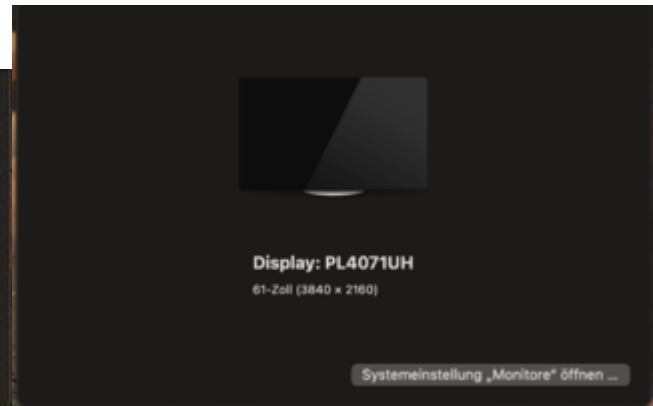 Display: PL4071UH
61-Zoll (3840 x 2160)
Systemeinstellung „Monitore“ öffnen ...